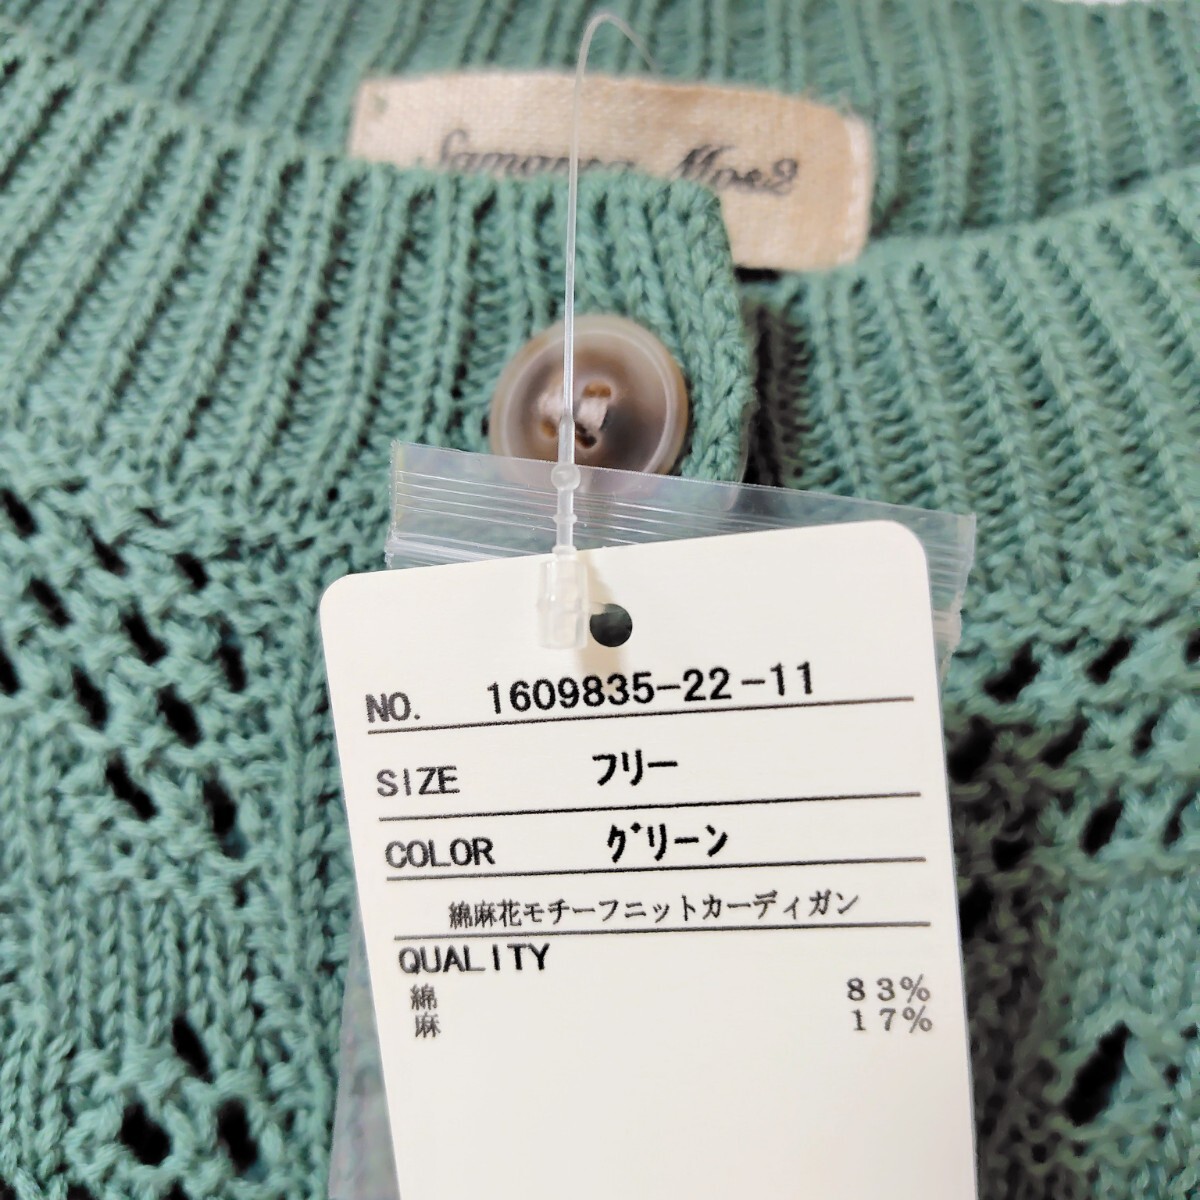 Mos2
NO. 1609835-22-11
SIZE フリー
COLOR グリーン
綿麻花モチーフニットカーディガン
QUALITY
綿 83%
麻 17%